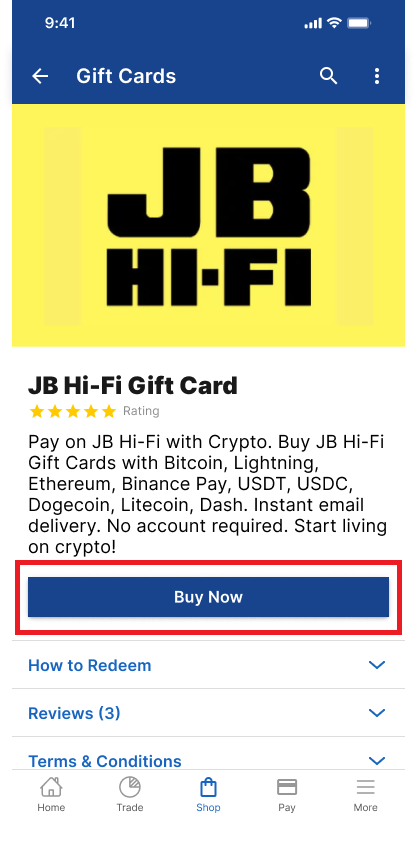 9:41
Gift Cards
JB
HI-FI
JB Hi-Fi Gift Card
Rating
Pay on JB Hi-Fi with Crypto. Buy JB Hi-Fi
Gift Cards with Bitcoin, Lightning,
Ethereum, Binance Pay, USDT, USDC,
Dogecoin, Litecoin, Dash. Instant email
delivery. No account required. Start living
on crypto!
Buy Now
How to Redeem
Reviews (3)
Terms & Conditions
Home Trade Shop Pay More